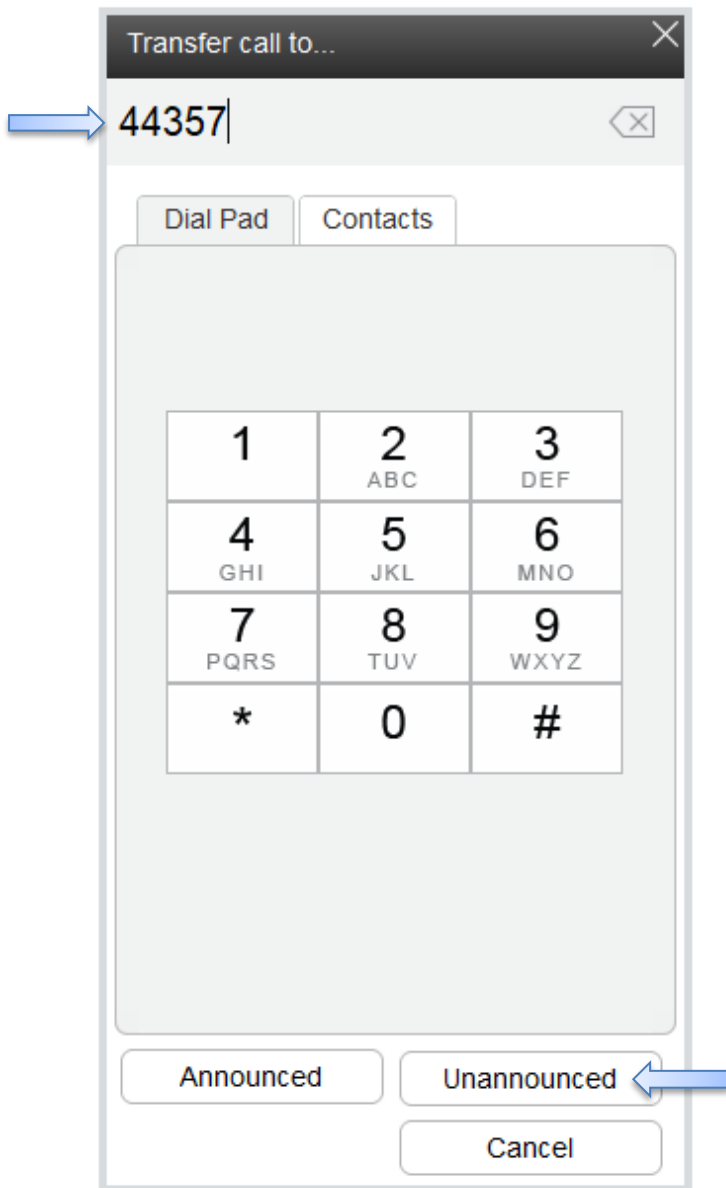 Transfer call to...
44357
Dial Pad Contacts
1 2 3
ABC DEF
4 5 6
GHI JKL MNO
7 8 9
PQRS TUV WXYZ
* 0 #
Announced Unannounced
Cancel